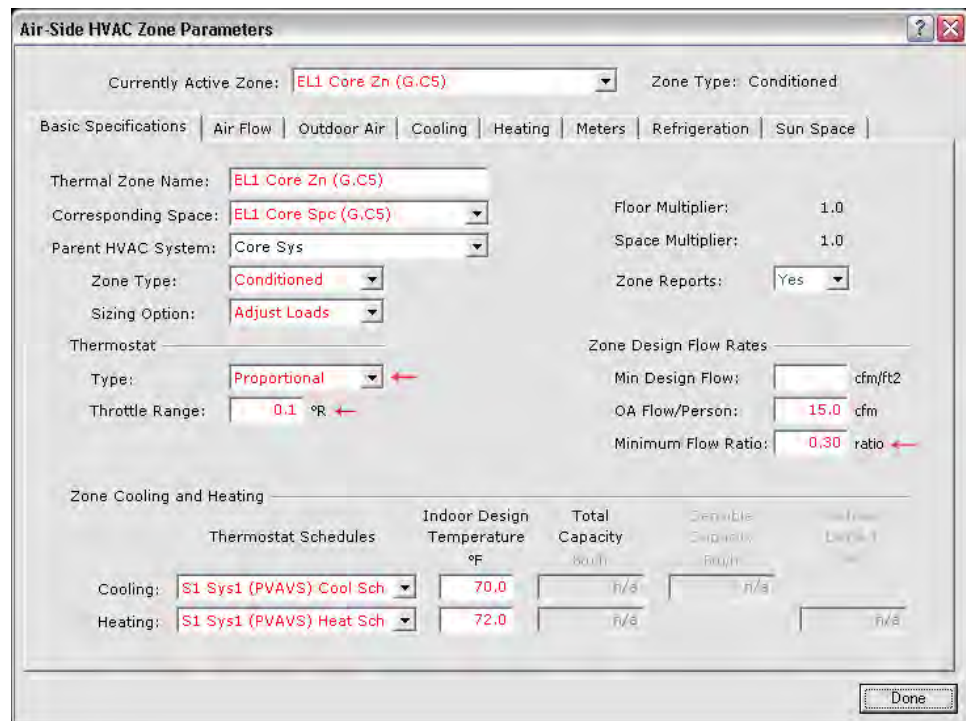 Air-Side HVAC Zone Parameters
Currently Active Zone: EL1 Core Zn (G.C5) Zone Type: Conditioned
Basic Specifications Air Flow Outdoor Air Cooling Heating Meters Refrigeration Sun Space
Thermal Zone Name: EL1 Core Zn (G.C5)
Corresponding Space: EL1 Core Spc (G.C5) Floor Multiplier: 1.0
Parent HVAC System: Core Sys Space Multiplier: 1.0
Zone Type: Conditioned Zone Reports: Yes
Sizing Option: Adjust Loads
Thermostat Zone Design Flow Rates
Type: Proportional Min Design Flow: cfm/ft2
Throttle Range: 0.1 °R OA Flow/Person: 15.0 cfm
Minimum Flow Ratio: 0.30 ratio
Zone Cooling and Heating
Indoor Design Total
Thermostat Schedules Temperature Capacity Capacity
°F Btu/h Btu/h
Cooling: S1 Sys1 (PVAVS) Cool Sch 70.0 n/a n/a
Heating: S1 Sys1 (PVAVS) Heat Sch 72.0 n/a n/a
Done